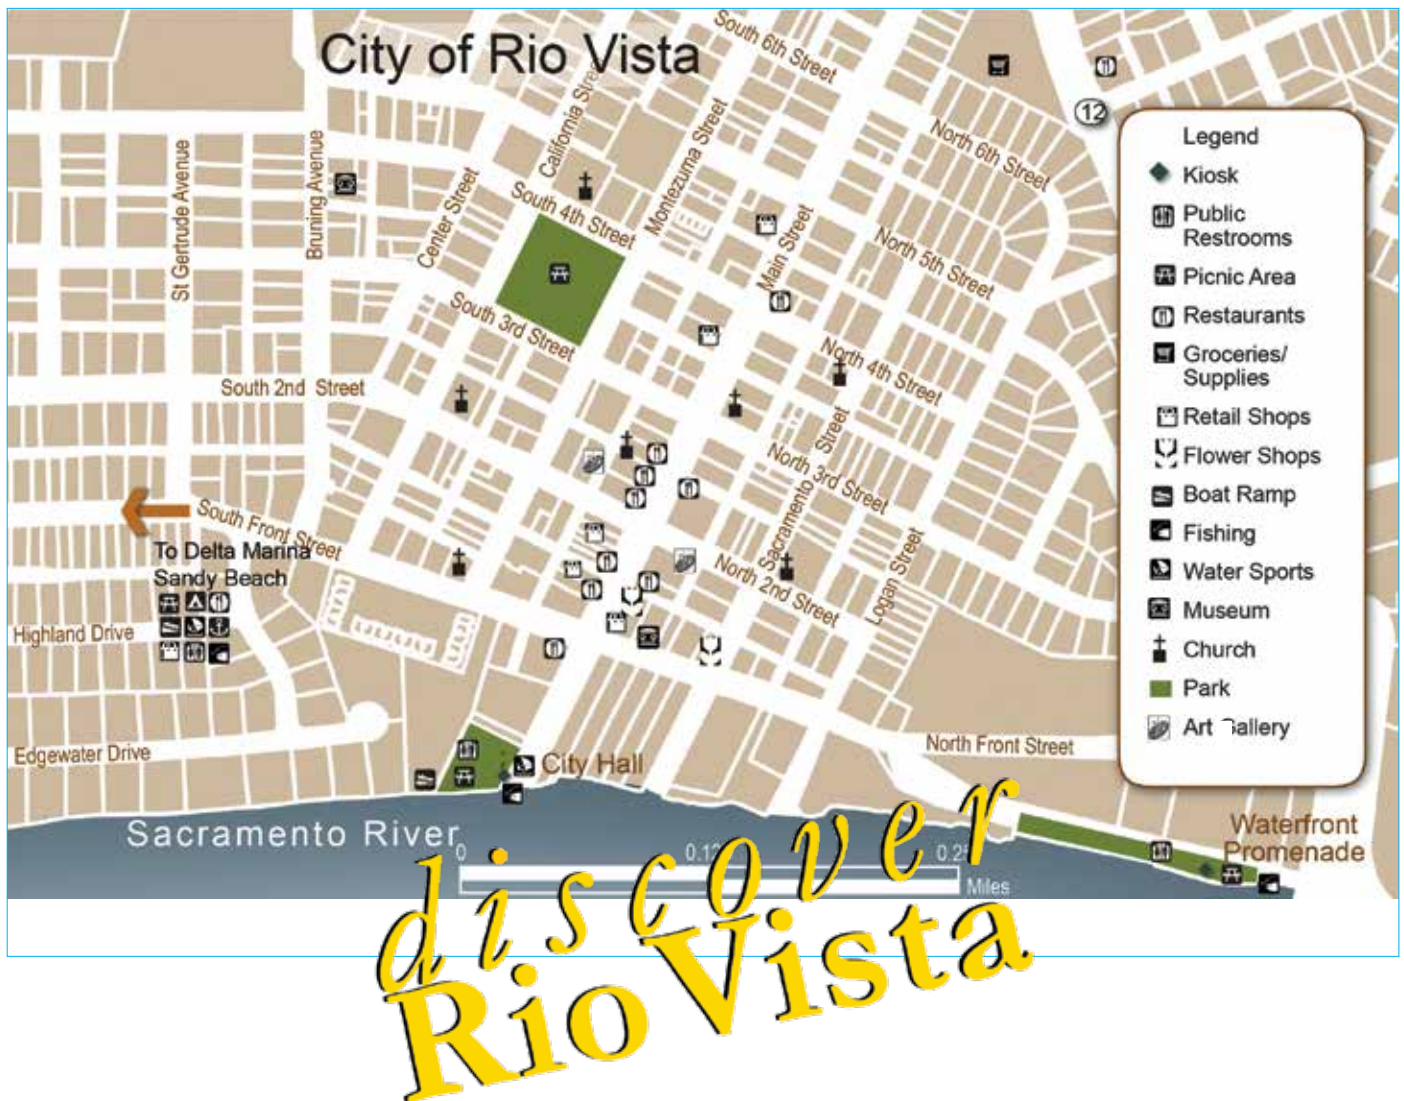 City of Rio Vista
South 6th Street
12
North 6th Street
California Street
Montezuma Street
Bruning Avenue
St Gertrude Avenue
Center Street
South 4th Street
Main Street
North 5th Street
South 3rd Street
North 4th Street
South 2nd Street
Sacramento Street
North 3rd Street
South Front Street
To Delta Marina
Sandy Beach
North 2nd Street
Logan Street
Highland Drive
Edgewater Drive
City Hall
North Front Street
Sacramento River
Waterfront
Promenade
0
0.25
Miles
Legend
Kiosk
Public
Restrooms
Picnic Area
Restaurants
Groceries/
Supplies
Retail Shops
Flower Shops
Boat Ramp
Fishing
Water Sports
Museum
Church
Park
Art Gallery
discover
Rio Vista